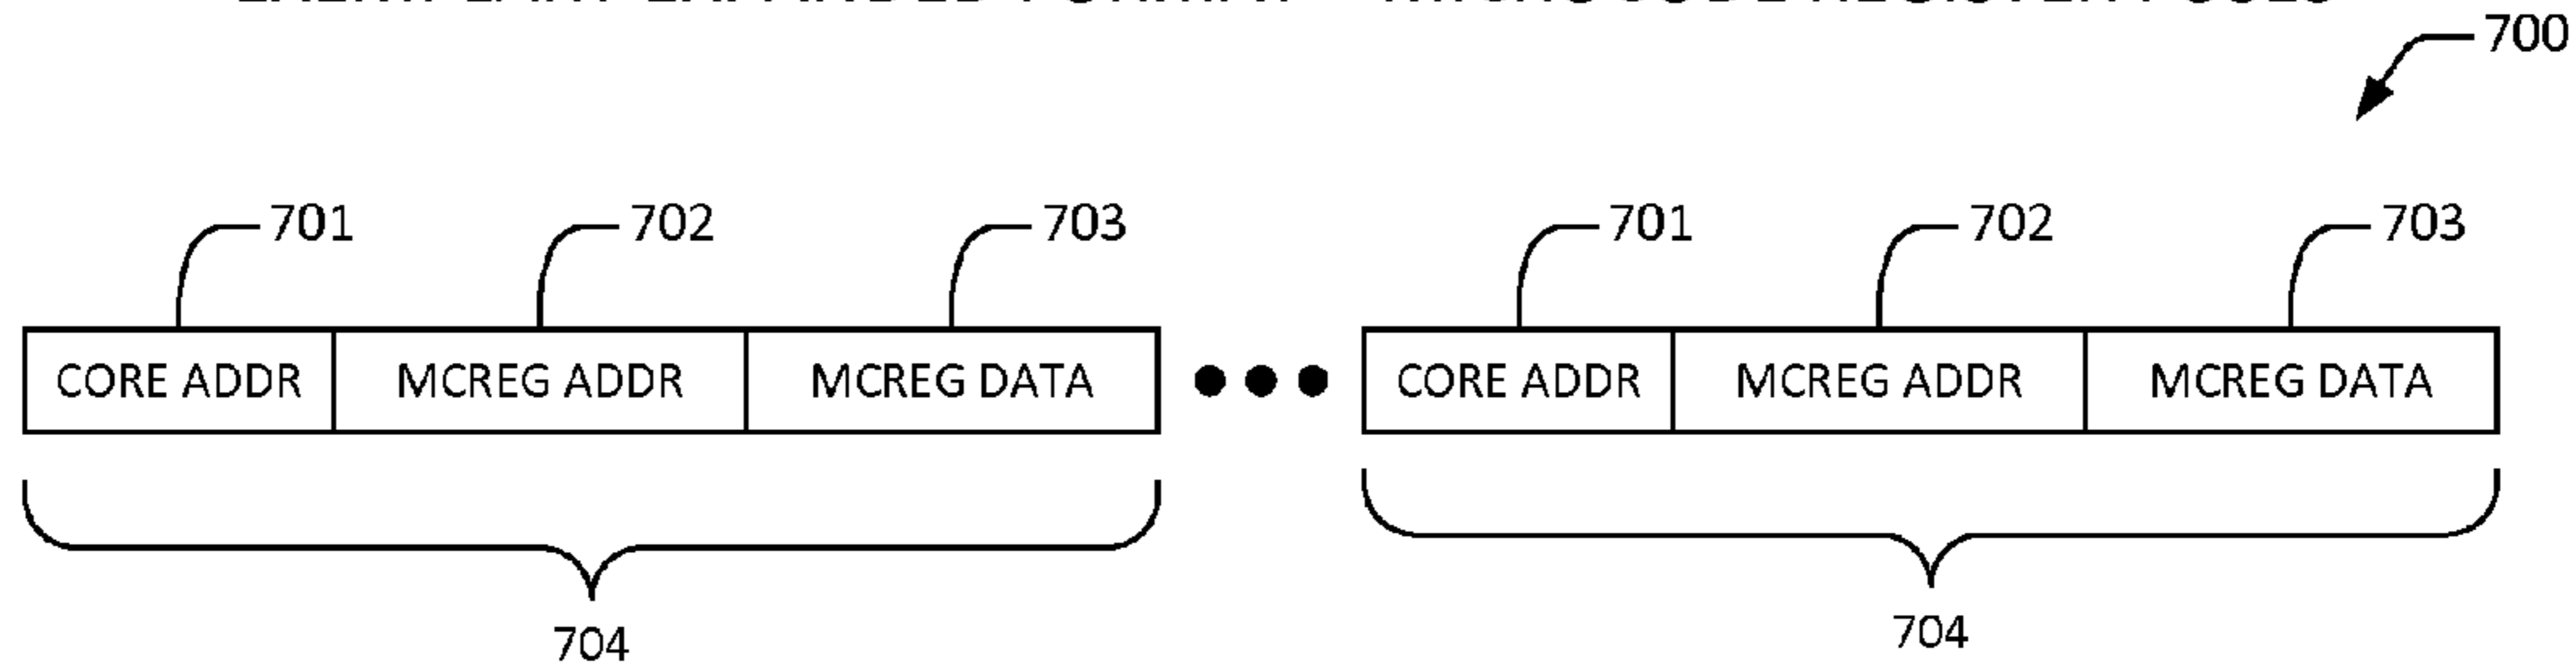 700
701 702 703 701 702 703
CORE ADDR MCREG ADDR MCREG DATA CORE ADDR MCREG ADDR MCREG DATA
704 704